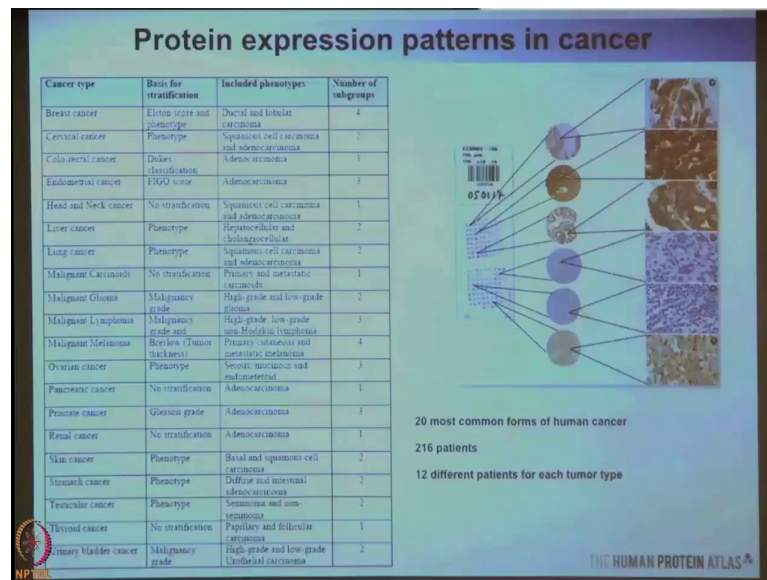 Protein expression patterns in cancer
Cancer type Basis for stratification Included phenotypes Number of subgroups
Breast cancer Elston score and phenotype Ductal and lobular carcinoma 4
Cervical cancer Phenotype Squamous cell carcinoma and adenocarcinoma 2
Colo-rectal cancer Dukes classification Adenocarcinoma 3
Endometrial cancer FIGO score Adenocarcinoma 3
Head and Neck cancer No stratification Squamous cell carcinoma and adenocarcinoma 1
Liver cancer Phenotype Hepatocellular and cholangiocellular 2
Lung cancer Phenotype Squamous cell carcinoma and adenocarcinoma 2
Malignant Carcinoids No stratification Primary and metastatic carcinoids 1
Malignant Glioma Malignancy grade High-grade and low-grade glioma 2
Malignant Lymphoma Malignancy grade and High-grade, low-grade non-Hodgkin lymphoma 3
Malignant Melanoma Breslow (Tumor thickness) Primary cutaneous and metastatic melanoma 4
Ovarian cancer Phenotype Serous, mucinous and endometeroid 3
Pancreatic cancer No stratification Adenocarcinoma 1
Prostate cancer Gleason grade Adenocarcinoma 3
Renal cancer No stratification Adenocarcinoma 1
Skin cancer Phenotype Basal and squamous cell carcinoma 2
Stomach cancer Phenotype Diffuse and intestinal adenocarcinoma 2
Testicular cancer Phenotype Seminoma and non-seminoma 2
Thyroid cancer No stratification Papillary and follicular carcinoma 1
Urinary bladder cancer Malignancy grade High-grade and low-grade Urothelial carcinoma 2
050117
20 most common forms of human cancer
216 patients
12 different patients for each tumor type
THE HUMAN PROTEIN ATLAS
NPTEL